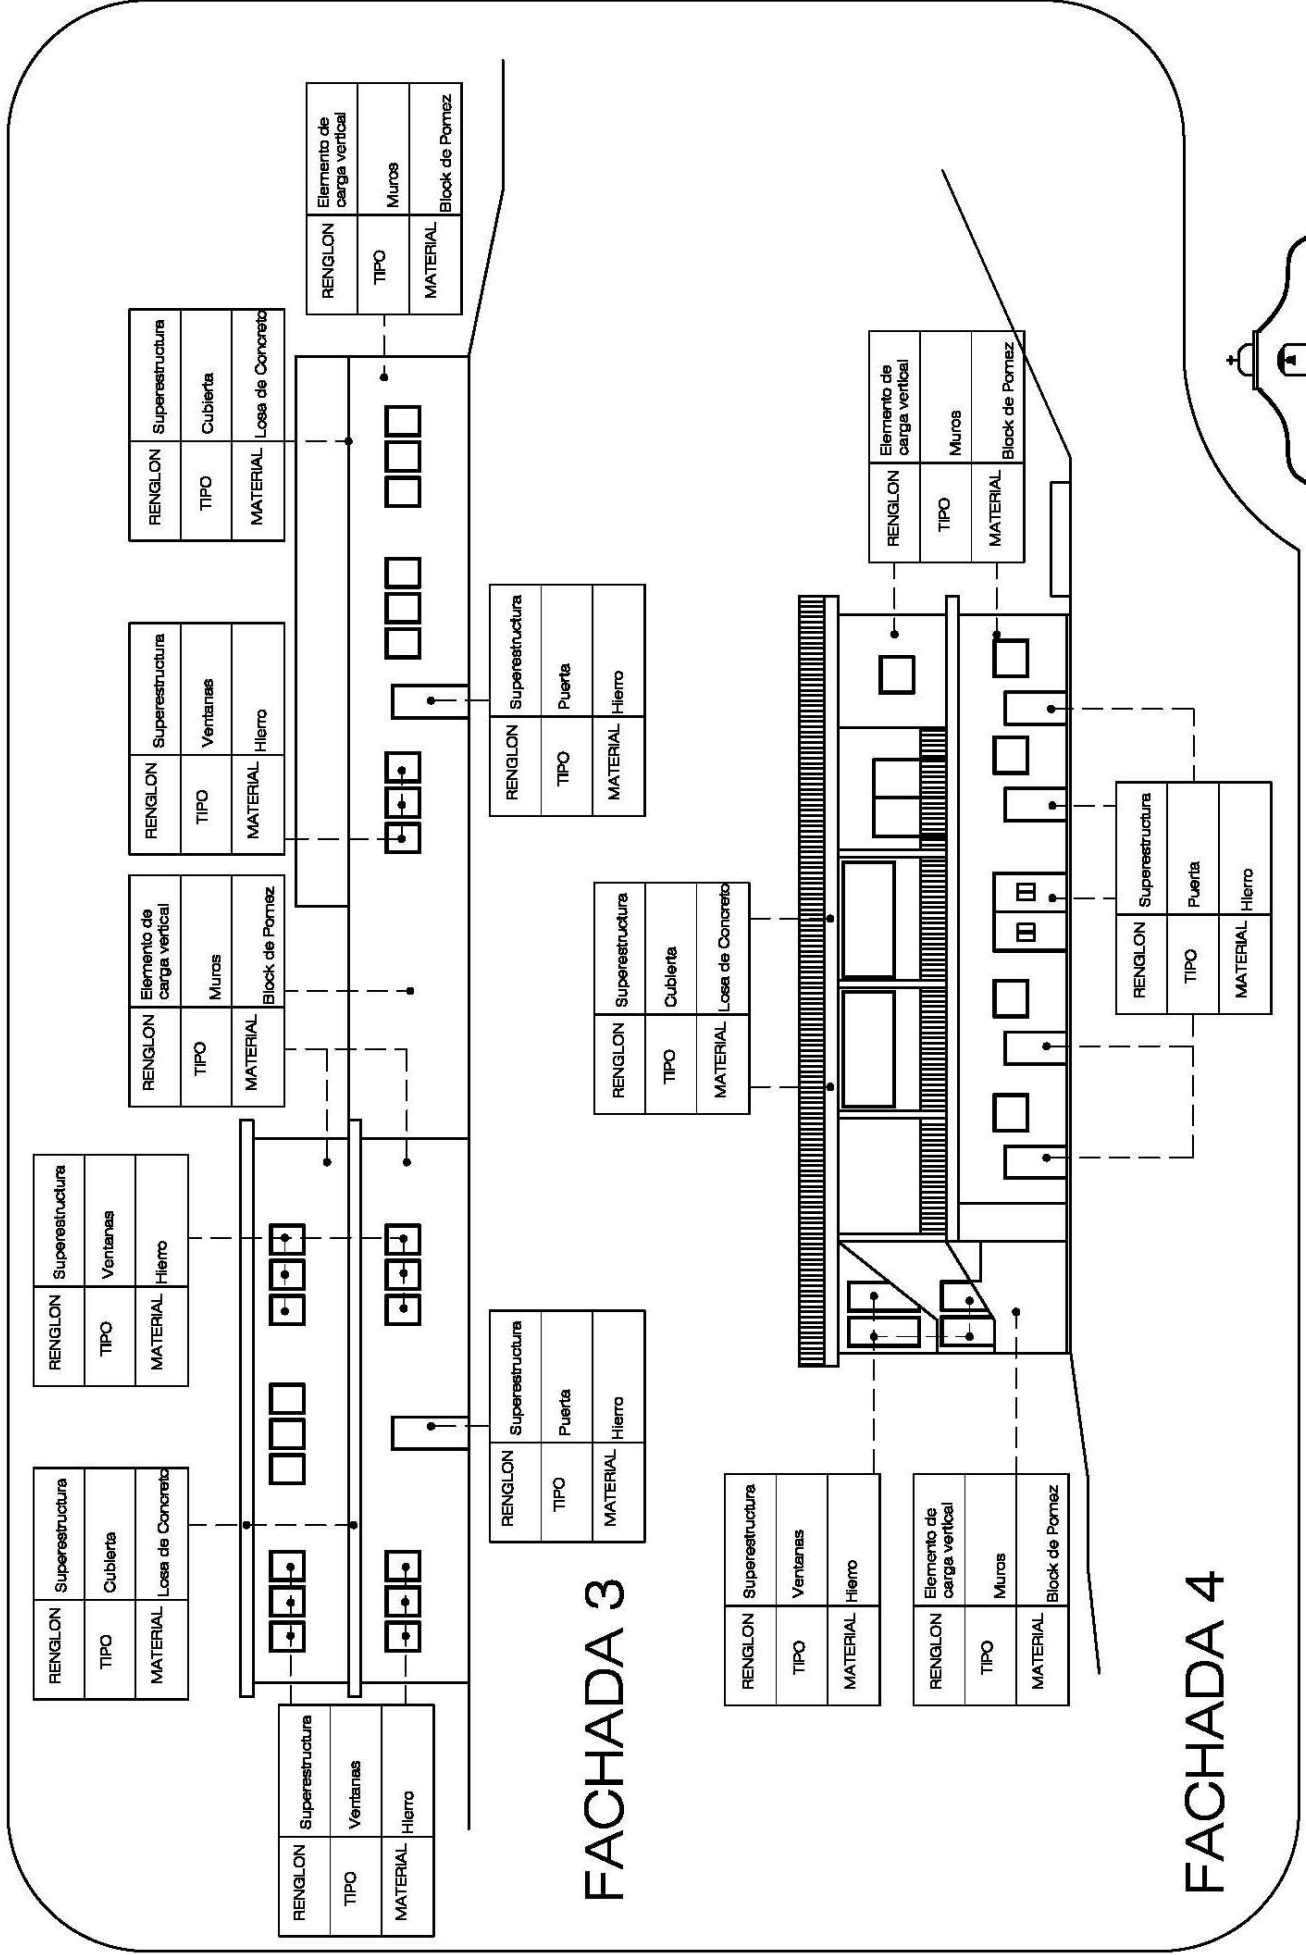 RENGLON Superestructura
TIPO Cubierta
MATERIAL Losa de Concreto
RENGLON Superestructura
TIPO Ventanas
MATERIAL Hierro
RENGLON Elemento de
carga vertical
TIPO Muros
MATERIAL Block de Pomez
RENGLON Superestructura
TIPO Ventanas
MATERIAL Hierro
RENGLON Superestructura
TIPO Cubierta
MATERIAL Losa de Concreto
RENGLON Superestructura
TIPO Ventanas
MATERIAL Hierro
RENGLON Elemento de
carga vertical
TIPO Muros
MATERIAL Block de Pomez
RENGLON Superestructura
TIPO Puerta
MATERIAL Hierro
RENGLON Superestructura
TIPO Puerta
MATERIAL Hierro
FACHADA 3
RENGLON Superestructura
TIPO Cubierta
MATERIAL Losa de Concreto
RENGLON Superestructura
TIPO Ventanas
MATERIAL Hierro
RENGLON Elemento de
carga vertical
TIPO Muros
MATERIAL Block de Pomez
RENGLON Elemento de
carga vertical
TIPO Muros
MATERIAL Block de Pomez
RENGLON Superestructura
TIPO Puerta
MATERIAL Hierro
FACHADA 4